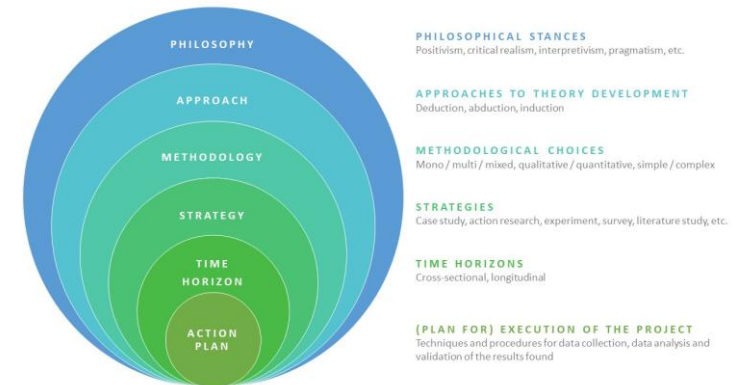 PHILOSOPHY
APPROACH
METHODOLOGY
STRATEGY
TIME
HORIZON
ACTION
PLAN
PHILOSOPHICAL STANCES
Positivism, critical realism, interpretivism, pragmatism, etc.
APPROACHES TO THEORY DEVELOPMENT
Deduction, abduction, induction
METHODOLOGICAL CHOICES
Mono / multi / mixed, qualitative / quantitative, simple / complex
STRATEGIES
Case study, action research, experiment, survey, literature study, etc.
TIME HORIZONS
Cross-sectional, longitudinal
(PLAN FOR) EXECUTION OF THE PROJECT
Techniques and procedures for data collection, data analysis and
validation of the results found